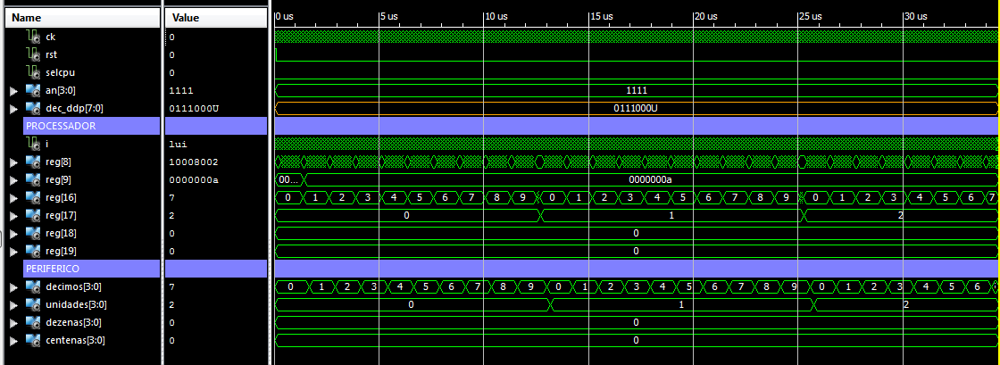 Name Value 0 us 5 us 10 us 15 us 20 us 25 us 30 us
ck 0
rst 0
selcpu 0
an[3:0] 1111 1111
dec_ddp[7:0] 0111000U 0111000U
PROCESSADOR
i lui
reg[8] 10008002
reg[9] 0000000a 00... 0000000a
reg[16] 7 0 1 2 3 4 5 6 7 8 9 0 1 2 3 4 5 6 7 8 9 0 1 2 3 4 5 6 7
reg[17] 2 0 1 2
reg[18] 0 0
reg[19] 0 0
PERIFERICO
decimos[3:0] 7 0 1 2 3 4 5 6 7 8 9 0 1 2 3 4 5 6 7 8 9 0 1 2 3 4 5 6
unidades[3:0] 2 0 1 2
dezenas[3:0] 0 0
centenas[3:0] 0 0